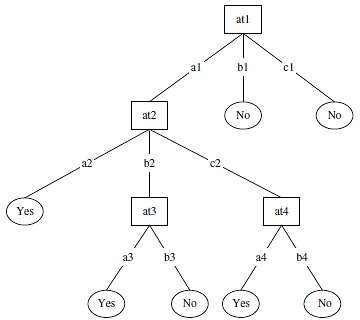 at1
a1 b1 c1
at2 No No
a2 b2 c2
Yes at3 at4
a3 b3 a4 b4
Yes No Yes No